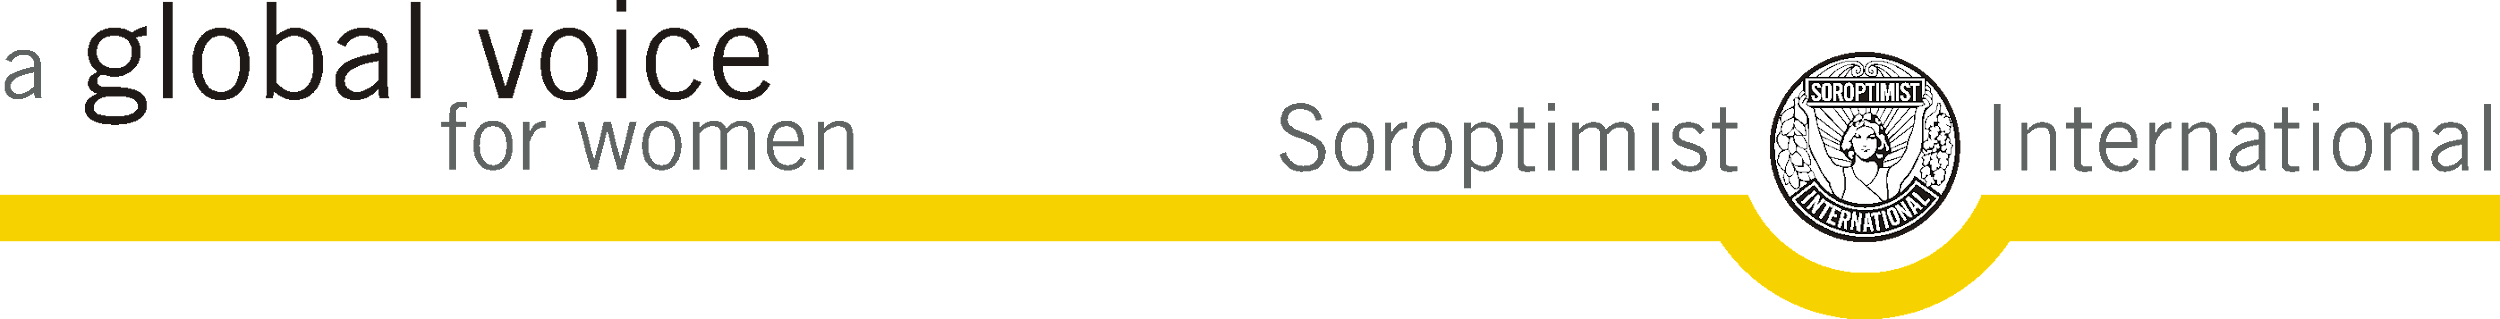 a global voice
for women
Soroptimist International
SOROPTIMIST
INTERNATIONAL